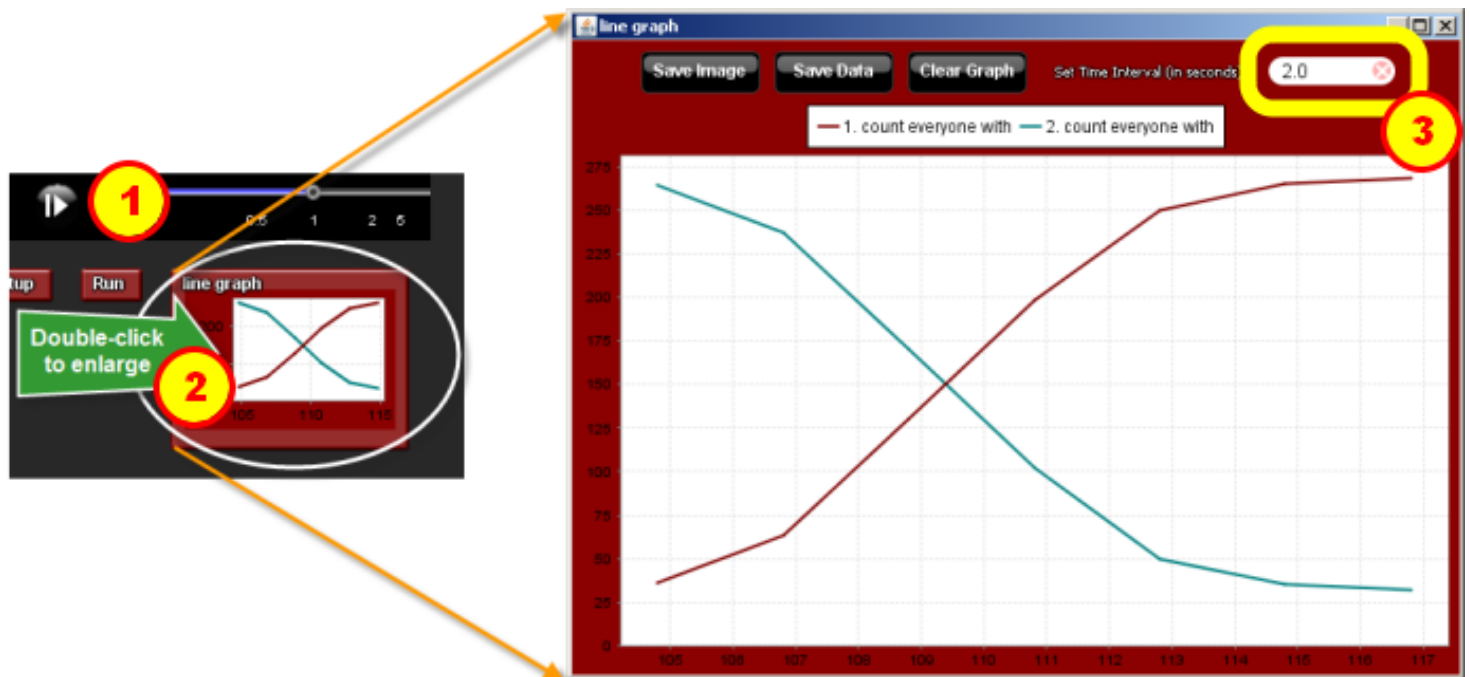 line graph
Save Image Save Data Clear Graph Set Time Interval (in seconds) 2.0
3
1. count everyone with 2. count everyone with
1
0.5 1 2 5
tup Run line graph
Double-click
to enlarge
2
105 110 115
275
250
225
200
175
150
125
100
75
50
25
0
105 106 107 108 109 110 111 112 113 114 115 116 117